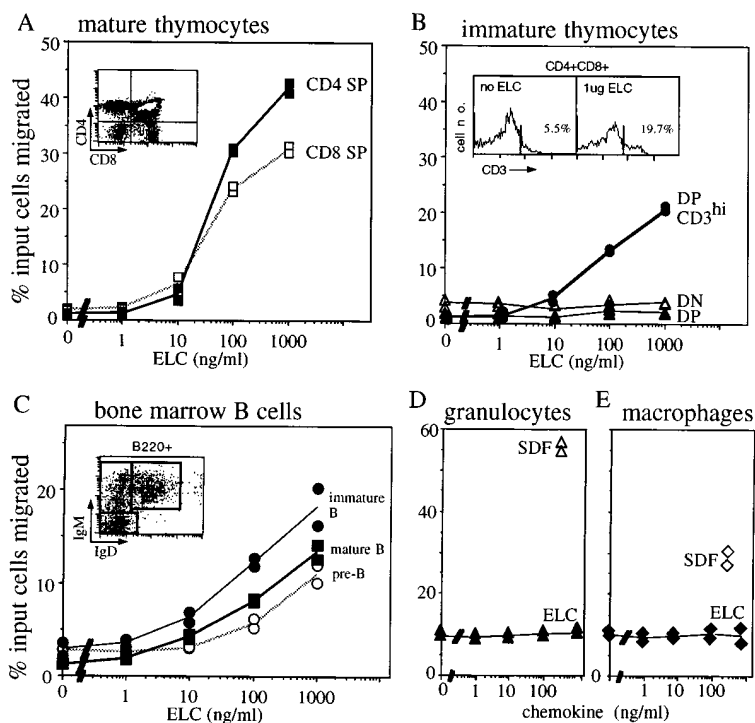 A
mature thymocytes
50
40
30
20
10
0
% input cells migrated
CD4
CD8
CD4 SP
CD8 SP
0
1
10
100
1000
ELC (ng/ml)
B
immature thymocytes
50
40
30
20
10
0
CD4+CD8+
no ELC
1ug ELC
cell no.
5.5%
19.7%
CD3
DP
CD3hi
DN
DP
0
1
10
100
1000
ELC (ng/ml)
C
bone marrow B cells
20
10
0
% input cells migrated
B220+
IgM
IgD
immature
B
mature B
pre-B
0
1
10
100
1000
ELC (ng/ml)
D
granulocytes
60
40
20
0
SDF
ELC
0
1
10
100
E
macrophages
SDF
ELC
0
1
10
100
chemokine (ng/ml)